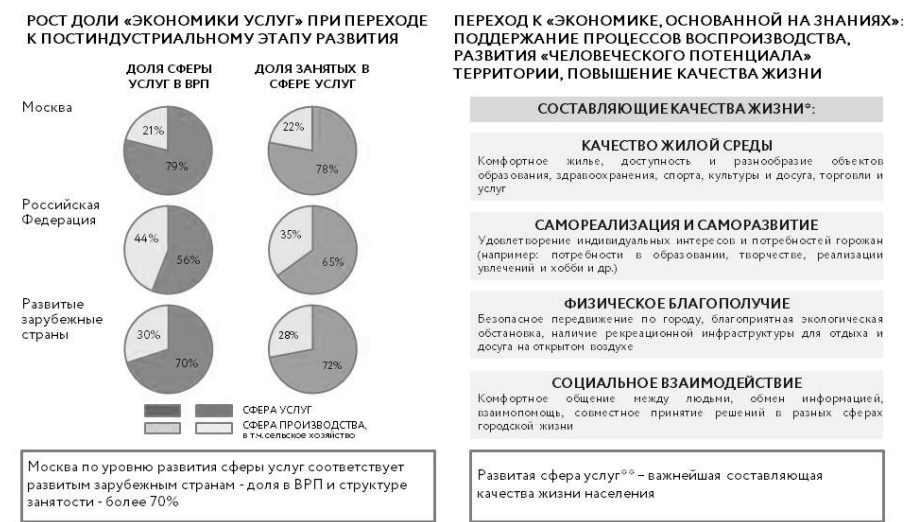 РОСТ ДОЛИ «ЭКОНОМИКИ УСЛУГ» ПРИ ПЕРЕХОДЕ
К ПОСТИНДУСТРИАЛЬНОМУ ЭТАПУ РАЗВИТИЯ
ДОЛЯ СФЕРЫ
УСЛУГ В ВРП
ДОЛЯ ЗАНЯТЫХ В
СФЕРЕ УСЛУГ
Москва
21%
79%
22%
78%
Российская
Федерация
44%
56%
35%
65%
Развитые
зарубежные
страны
30%
70%
28%
72%
СФЕРА УСЛУГ
СФЕРА ПРОИЗВОДСТВА,
в т.ч. сельское хозяйство
Москва по уровню развития сферы услуг соответствует
развитым зарубежным странам - доля в ВРП и структуре
занятости - более 70%
ПЕРЕХОД К «ЭКОНОМИКЕ, ОСНОВАННОЙ НА ЗНАНИЯХ»:
ПОДДЕРЖАНИЕ ПРОЦЕССОВ ВОСПРОИЗВОДСТВА,
РАЗВИТИЯ «ЧЕЛОВЕЧЕСКОГО ПОТЕНЦИАЛА»
ТЕРРИТОРИИ, ПОВЫШЕНИЕ КАЧЕСТВА ЖИЗНИ
СОСТАВЛЯЮЩИЕ КАЧЕСТВА ЖИЗНИ*:
КАЧЕСТВО ЖИЛОЙ СРЕДЫ
Комфортное жилье, доступность и разнообразие объектов
образования, здравоохранения, спорта, культуры и досуга, торговли и
услуг
САМОРЕАЛИЗАЦИЯ И САМОРАЗВИТИЕ
Удовлетворение индивидуальных интересов и потребностей горожан
(например: потребности в образовании, творчестве, реализации
увлечений и хобби и др.)
ФИЗИЧЕСКОЕ БЛАГОПОЛУЧИЕ
Безопасное передвижение по городу, благоприятная экологическая
обстановка, наличие рекреационной инфраструктуры для отдыха и
досуга на открытом воздухе
СОЦИАЛЬНОЕ ВЗАИМОДЕЙСТВИЕ
Комфортное общение между людьми, обмен информацией,
взаимопомощь, совместное принятие решений в разных сферах
городской жизни
Развитая сфера услуг** – важнейшая составляющая
качества жизни населения